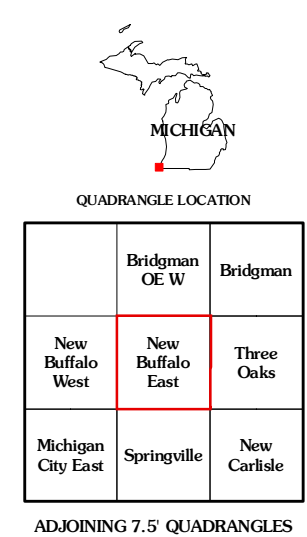 MICHIGAN
QUADRANGLE LOCATION
Bridgman
OE W
Bridgman
New
Buffalo
West
New
Buffalo
East
Three
Oaks
Michigan
City East
Springville
New
Carlisle
ADJOINING 7.5' QUADRANGLES